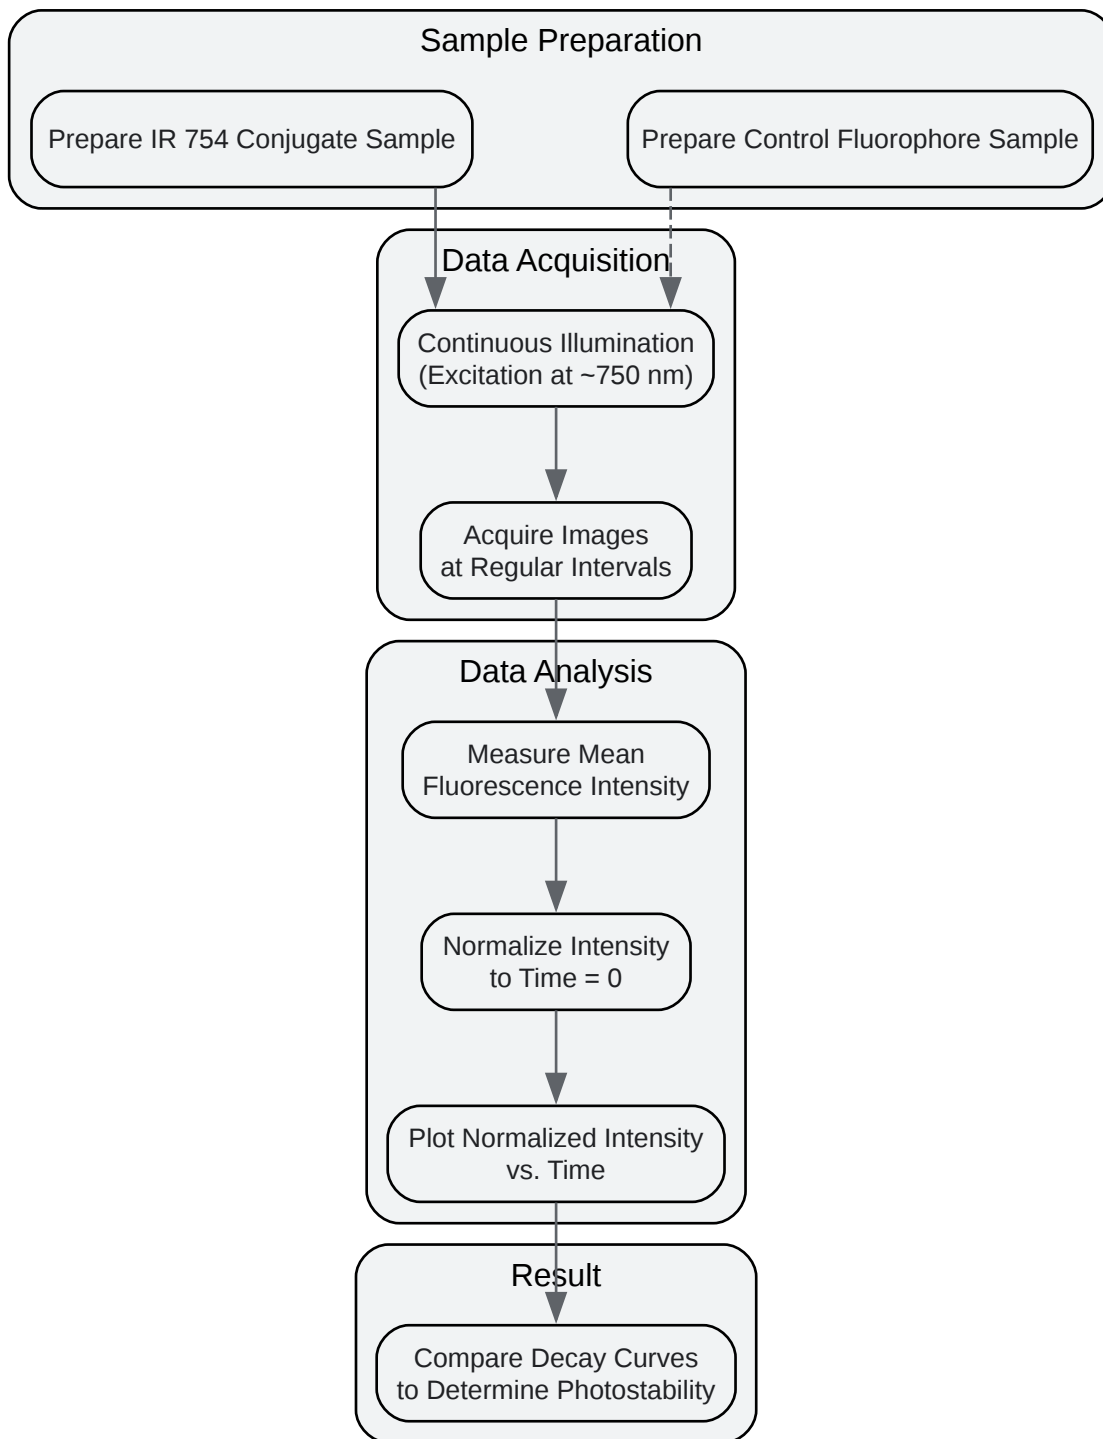 Sample Preparation
Prepare IR 754 Conjugate Sample
Prepare Control Fluorophore Sample
Data Acquisition
Continuous Illumination
(Excitation at ~750 nm)
Acquire Images
at Regular Intervals
Data Analysis
Measure Mean
Fluorescence Intensity
Normalize Intensity
to Time = 0
Plot Normalized Intensity
vs. Time
Result
Compare Decay Curves
to Determine Photostability